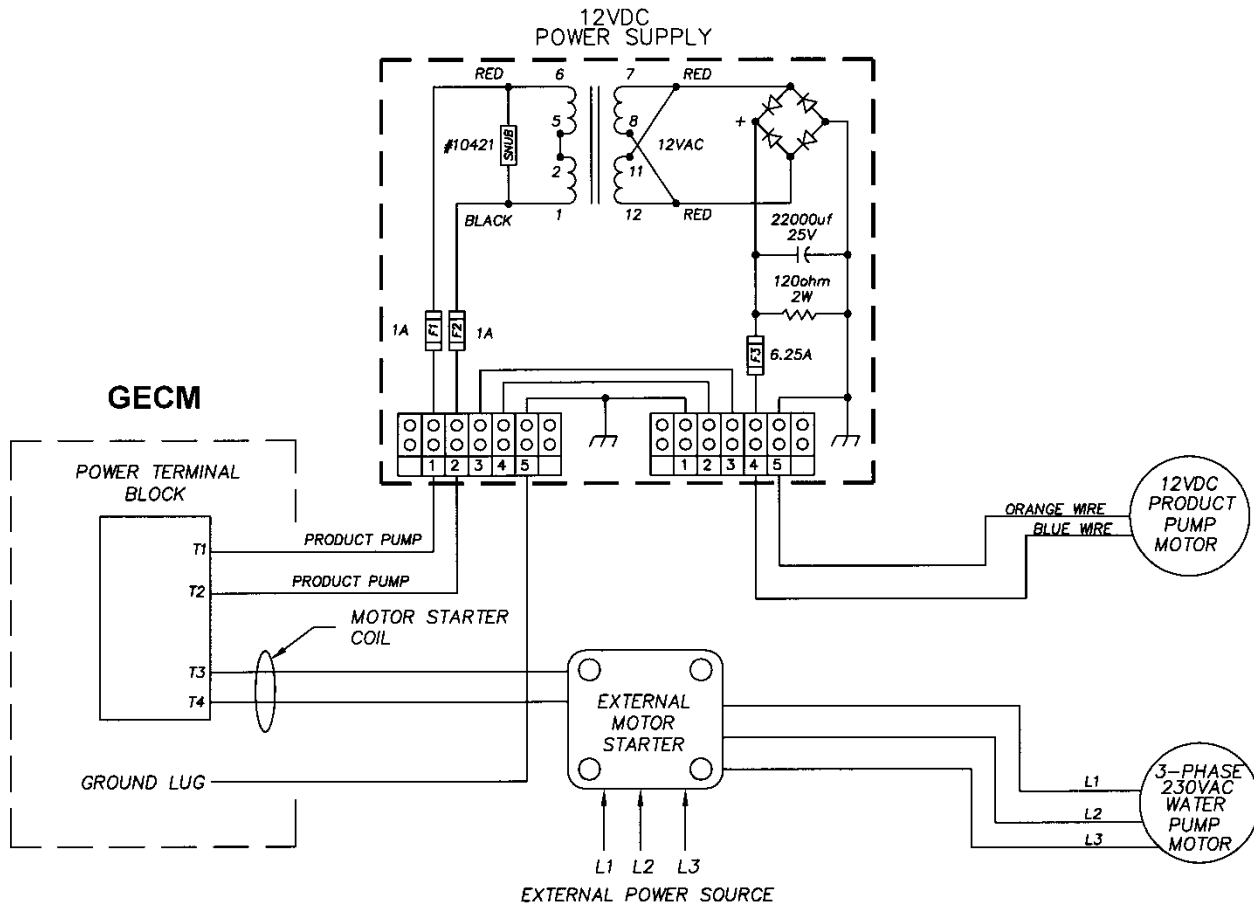 12VDC
POWER SUPPLY
RED
6
7
RED
5
8
#10421
SNUB
12VAC
+
2
11
1
12
BLACK
RED
22000uf
25V
120ohm
2W
1A
F1
F2
1A
F3
6.25A
GECM
1
2
3
4
5
1
2
3
4
5
POWER TERMINAL
BLOCK
T1
PRODUCT PUMP
T2
PRODUCT PUMP
MOTOR STARTER
COIL
T3
T4
GROUND LUG
ORANGE WIRE
BLUE WIRE
12VDC
PRODUCT
PUMP
MOTOR
EXTERNAL
MOTOR
STARTER
L1
L2
L3
3-PHASE
230VAC
WATER
PUMP
MOTOR
L1
L2
L3
EXTERNAL POWER SOURCE